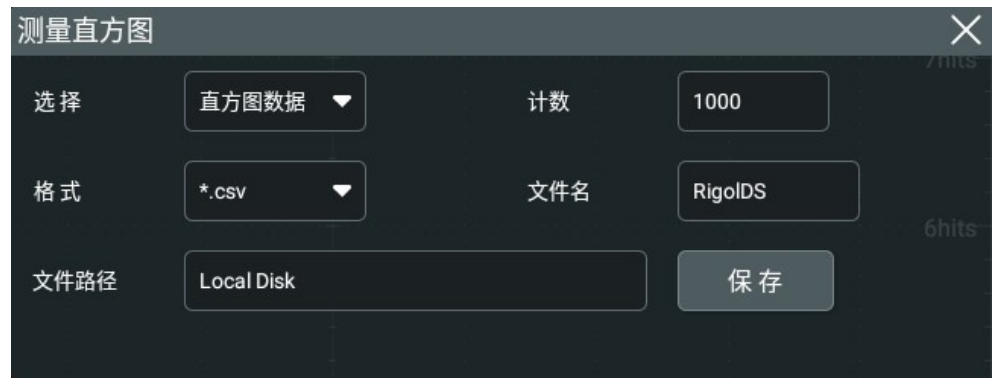 测量直方图
7hits
选择 直方图数据 计数 1000
格式 *.csv 文件名 RigolDS
6hits
文件路径 Local Disk 保存